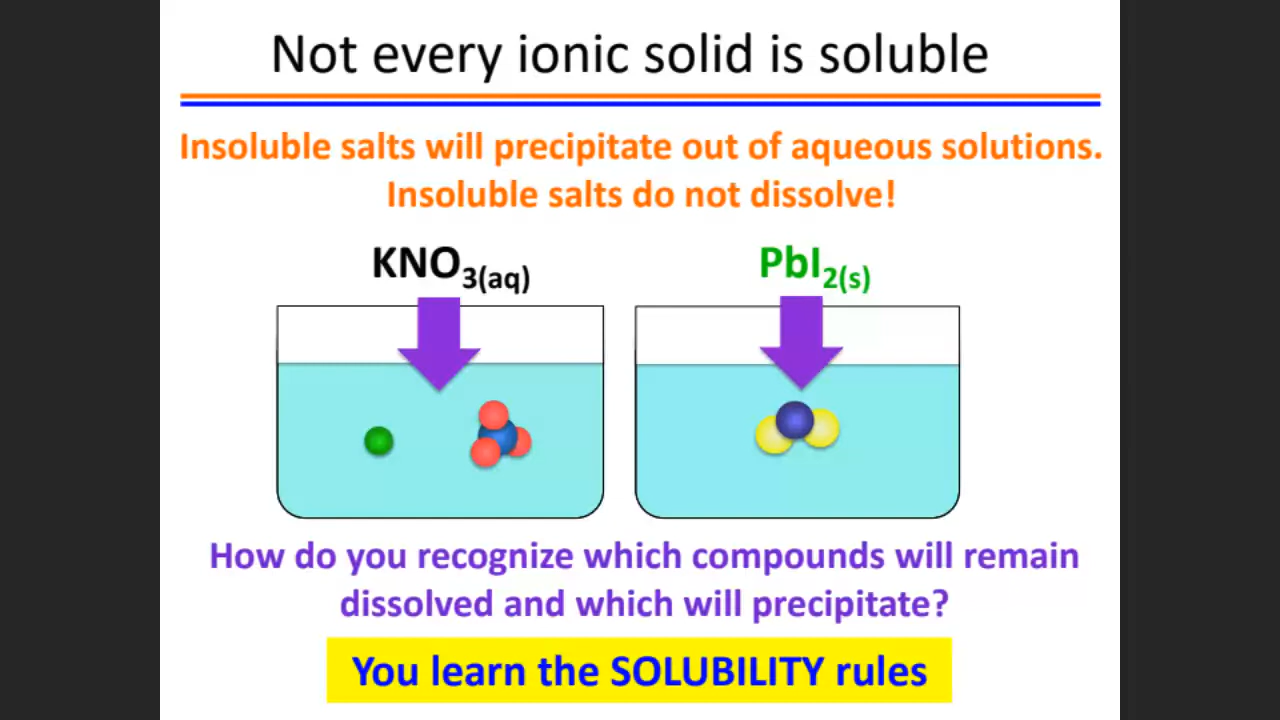 Not every ionic solid is soluble
Insoluble salts will precipitate out of aqueous solutions.
Insoluble salts do not dissolve!
KNO3(aq)
PbI2(s)
How do you recognize which compounds will remain
dissolved and which will precipitate?
You learn the SOLUBILITY rules